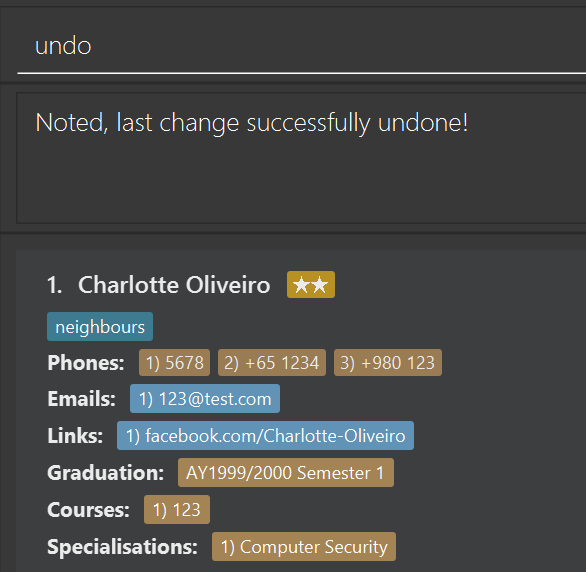 undo
Noted, last change successfully undone!
1. Charlotte Oliveiro ★★
neighbours
Phones: 1) 5678 2) +65 1234 3) +980 123
Emails: 1) 123@test.com
Links: 1) facebook.com/Charlotte-Oliveiro
Graduation: AY1999/2000 Semester 1
Courses: 1) 123
Specialisations: 1) Computer Security